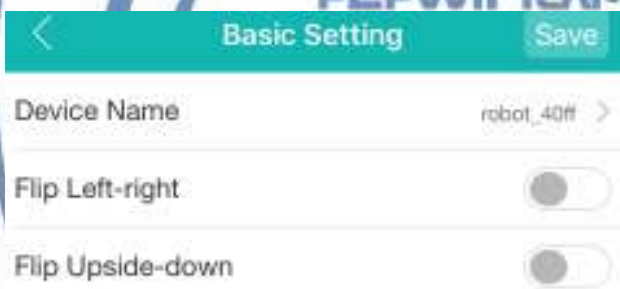 Basic Setting
Save
Device Name
robot_40ff
Flip Left-right
Flip Upside-down